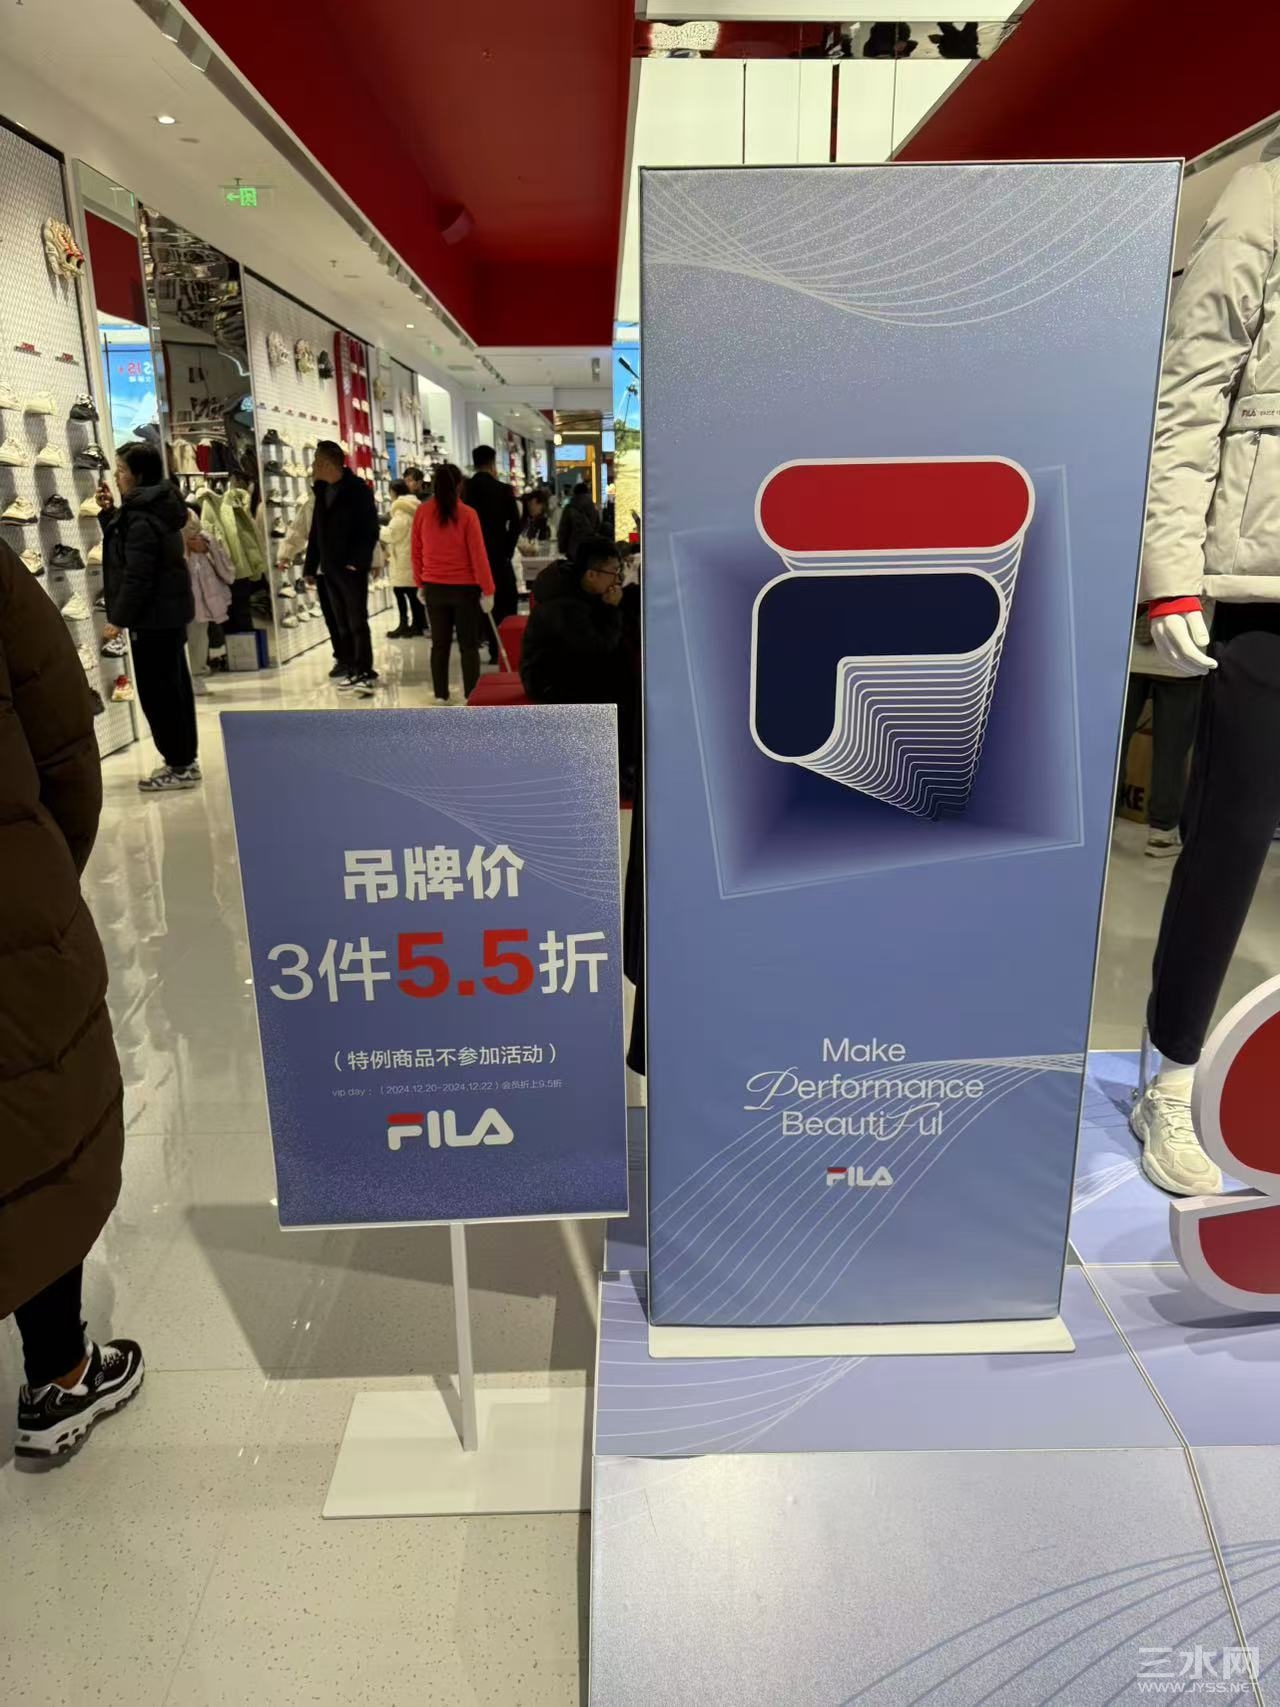 吊牌价
3件5.5折
（特例商品不参加活动）
vip day：（2024.12.20-2024.12.22）会员折上9.5折
FILA
Make
Performance
Beautiful
FILA
三水网
WWW.JYSS.NET